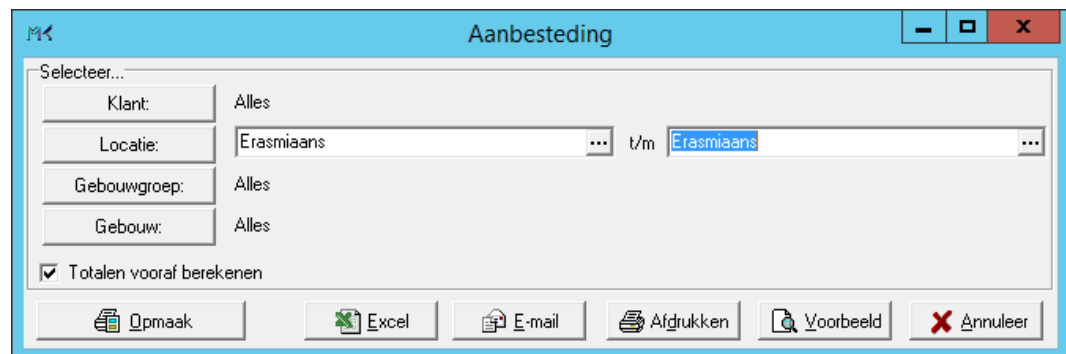 MK Aanbesteding
Selecteer...
Klant: Alles
Locatie: Erasmiaans ... t/m Erasmiaans ...
Gebouwgroep: Alles
Gebouw: Alles
Totalen vooraf berekenen
Opmaak Excel E-mail Afdrukken Voorbeeld Annuleer